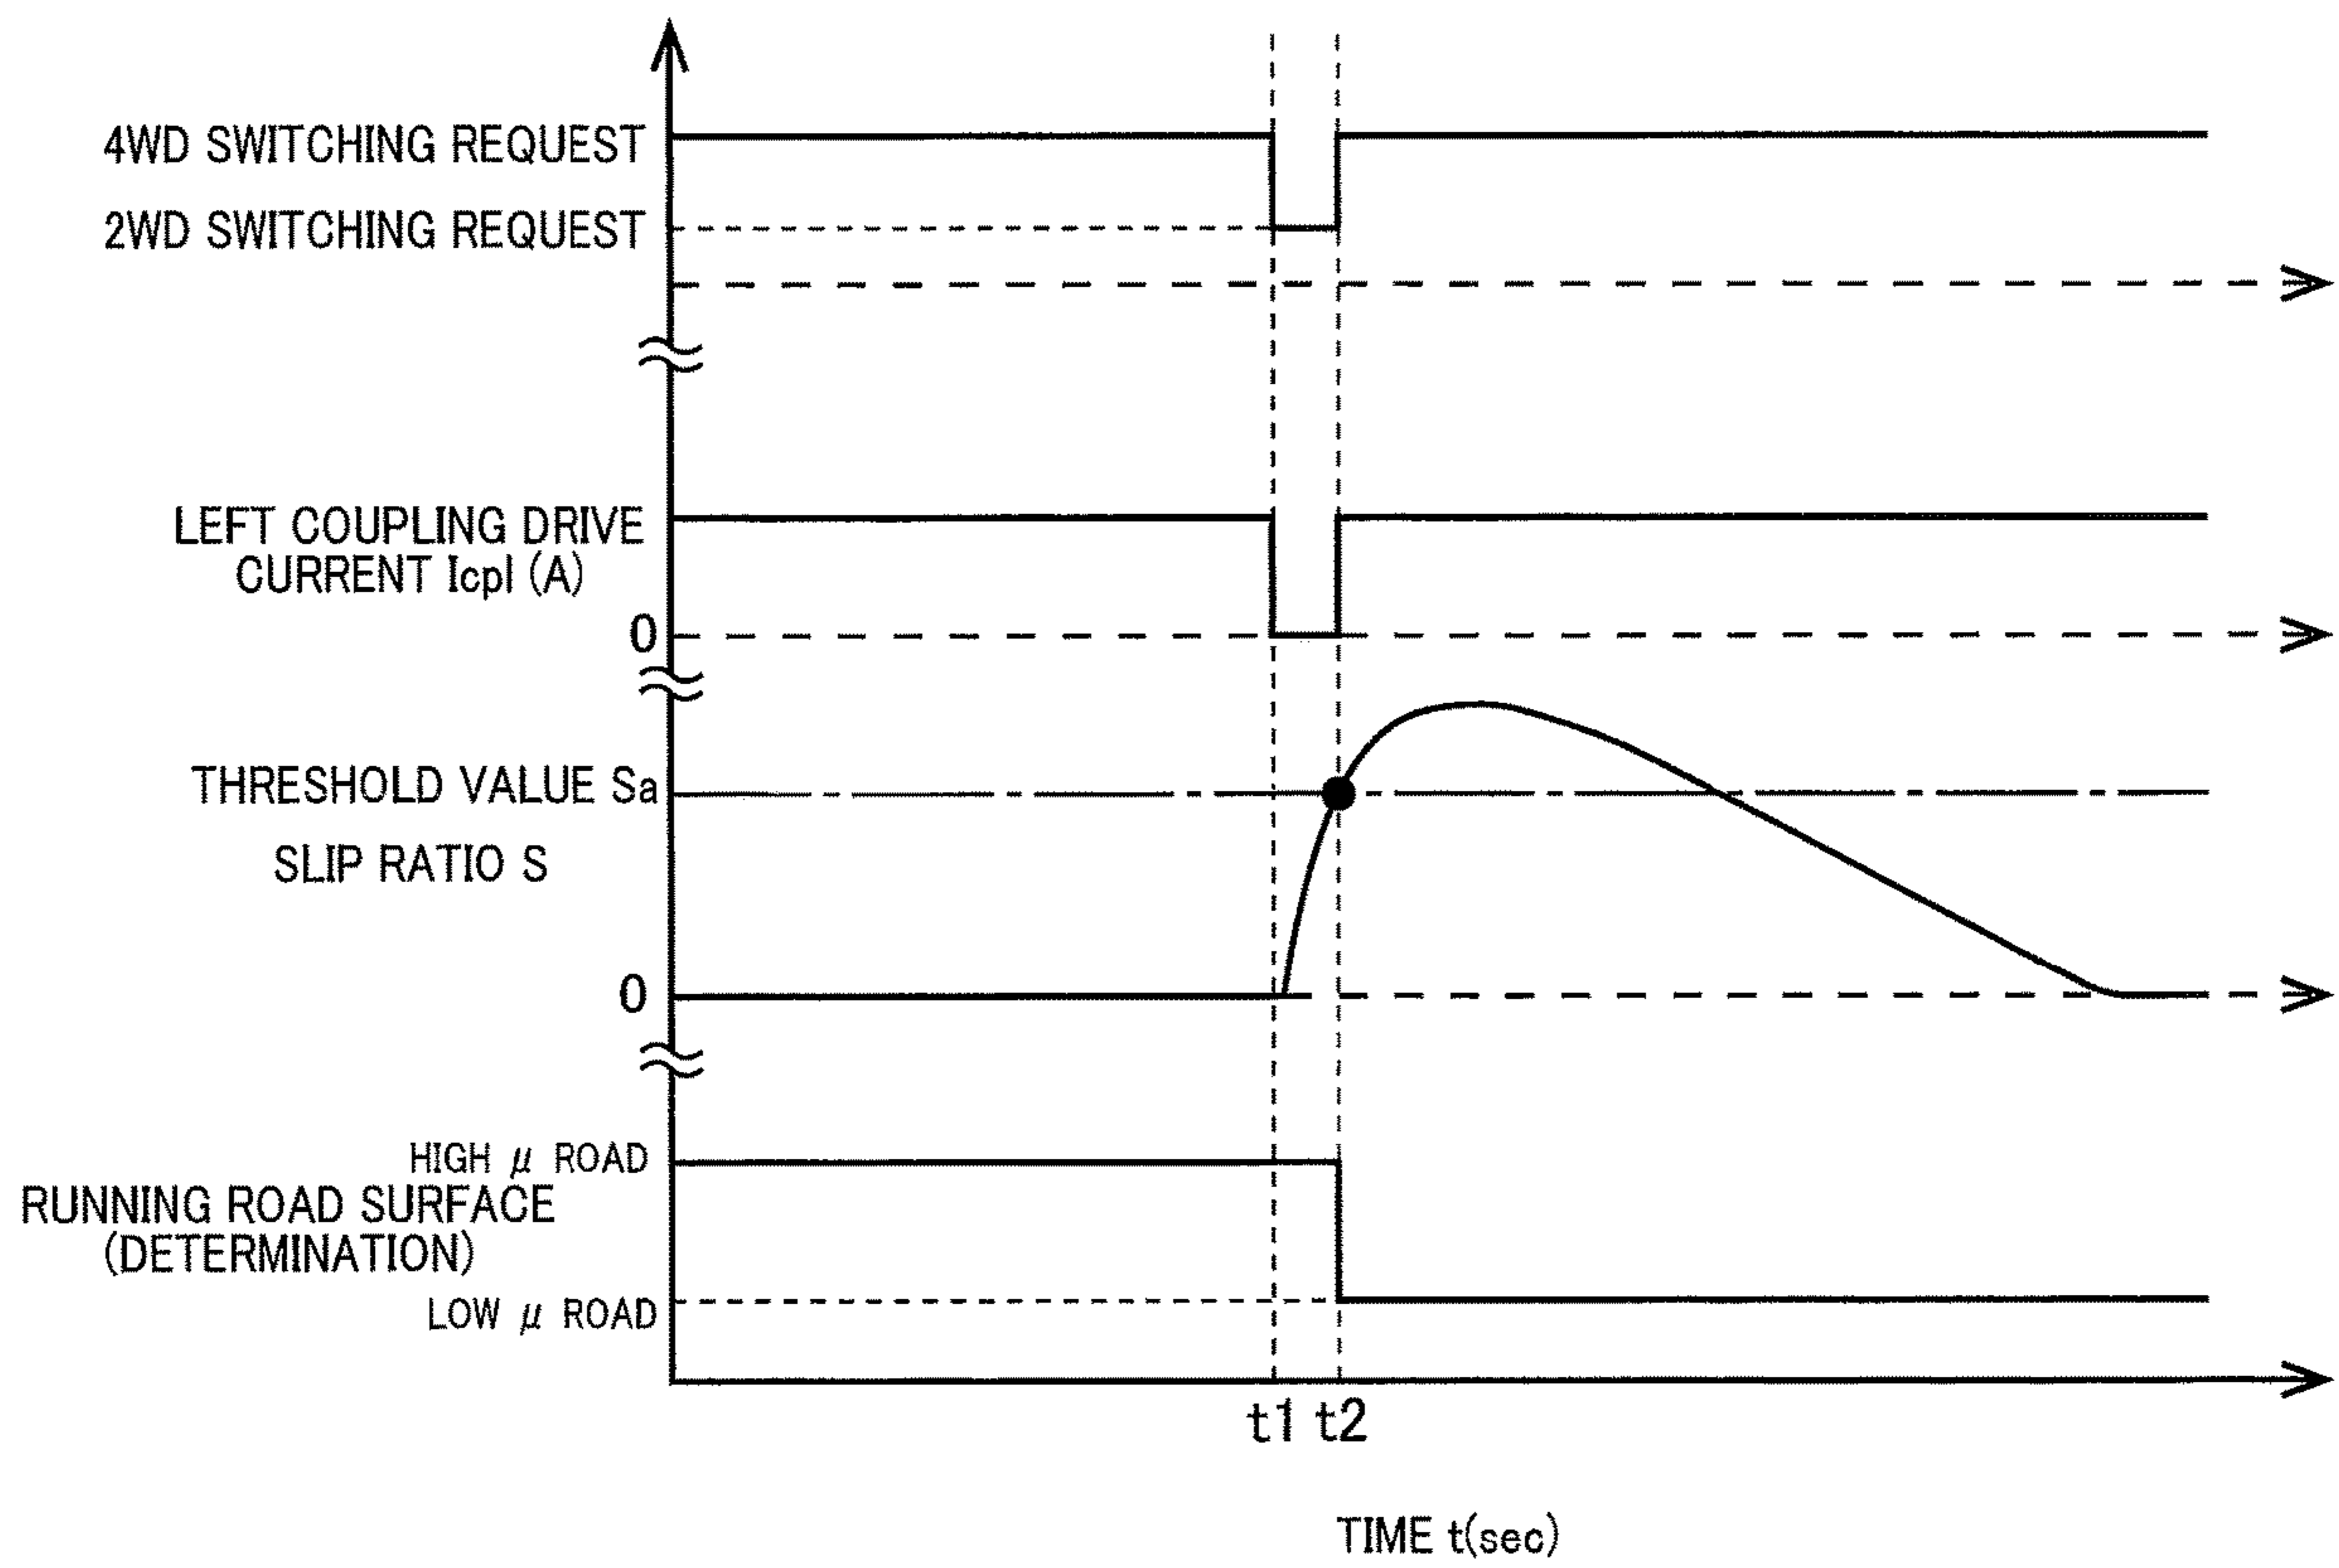 4WD SWITCHING REQUEST
2WD SWITCHING REQUEST
LEFT COUPLING DRIVE
CURRENT Icpl (A)
0
THRESHOLD VALUE Sa
SLIP RATIO S
0
HIGH μ ROAD
RUNNING ROAD SURFACE
(DETERMINATION)
LOW μ ROAD
t1 t2
TIME t(sec)